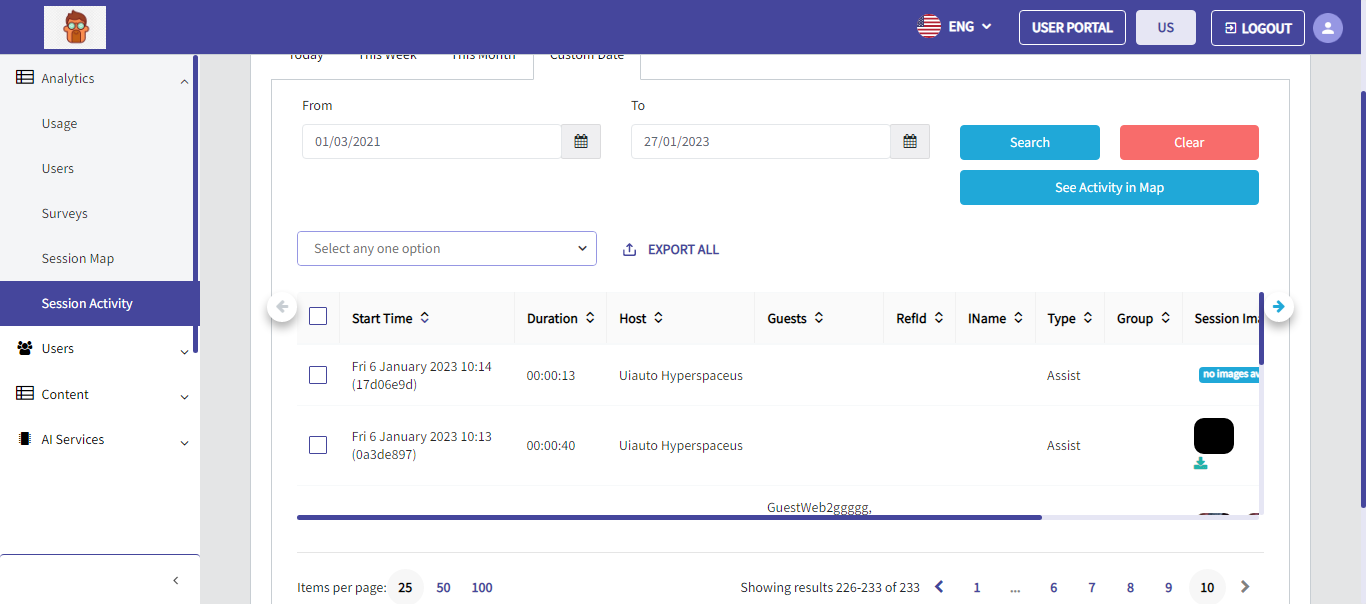 ENG
USER PORTAL
US
LOGOUT
Analytics
Usage
Users
Surveys
Session Map
Session Activity
Users
Content
AI Services
Today This Week This Month Custom Date
From To
01/03/2021 27/01/2023 Search Clear
See Activity in Map
Select any one option EXPORT ALL
Start Time Duration Host Guests RefId IName Type Group Session Ima
Fri 6 January 2023 10:14
(17d06e9d) 00:00:13 Uiauto Hyperspaceus Assist no images av
Fri 6 January 2023 10:13
(0a3de897) 00:00:40 Uiauto Hyperspaceus Assist
GuestWeb2ggggg,
Items per page: 25 50 100 Showing results 226-233 of 233 1 ... 6 7 8 9 10